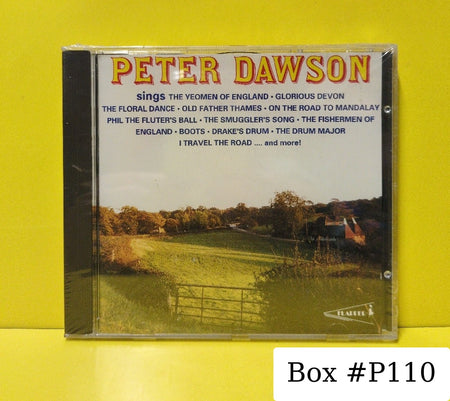 PETER DAWSON
sings THE YEOMEN OF ENGLAND • GLORIOUS DEVON
THE FLORAL DANCE • OLD FATHER THAMES • ON THE ROAD TO MANDALAY
PHIL THE FLUTER'S BALL • THE SMUGGLER'S SONG • THE FISHERMEN OF
ENGLAND • BOOTS • DRAKE'S DRUM • THE DRUM MAJOR
I TRAVEL THE ROAD .... and more!
FLAPPER
Box #P110